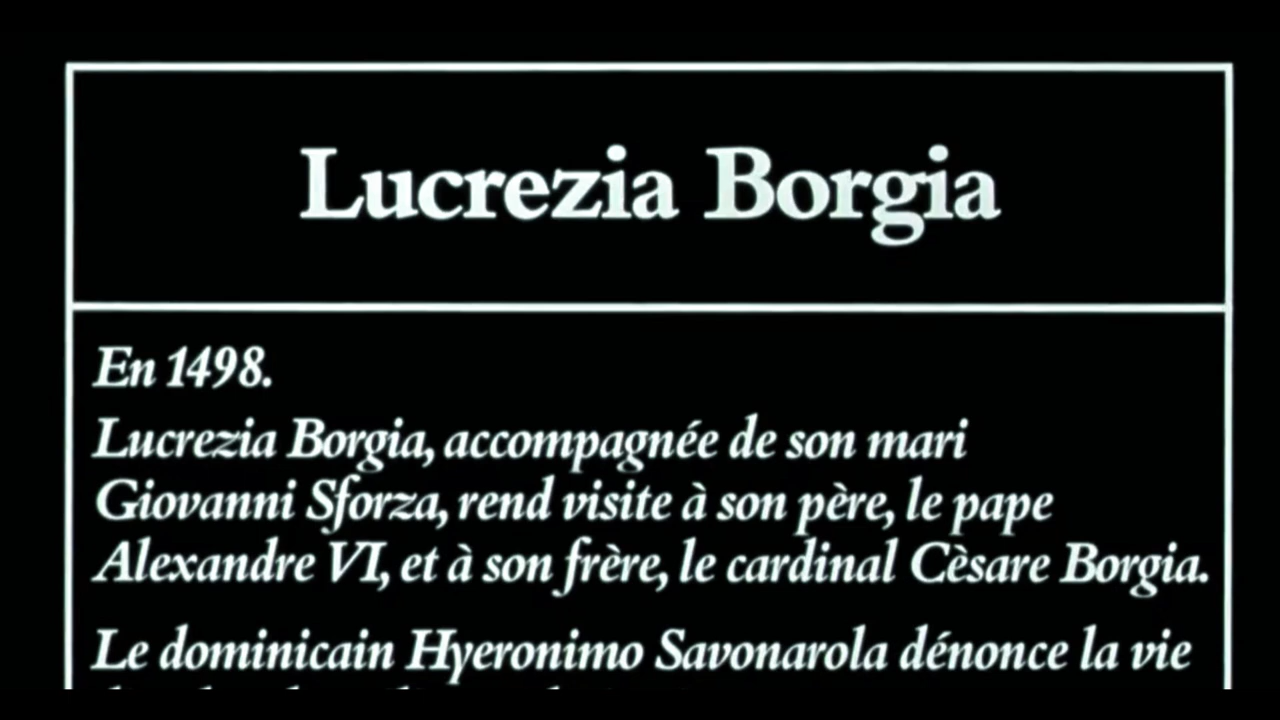 Lucrezia Borgia
En 1498.
Lucrezia Borgia, accompagnée de son mari
Giovanni Sforza, rend visite à son père, le pape
Alexandre VI, et à son frère, le cardinal Cèsare Borgia.
Le dominicain Hyeronimo Savonarola dénonce la vie